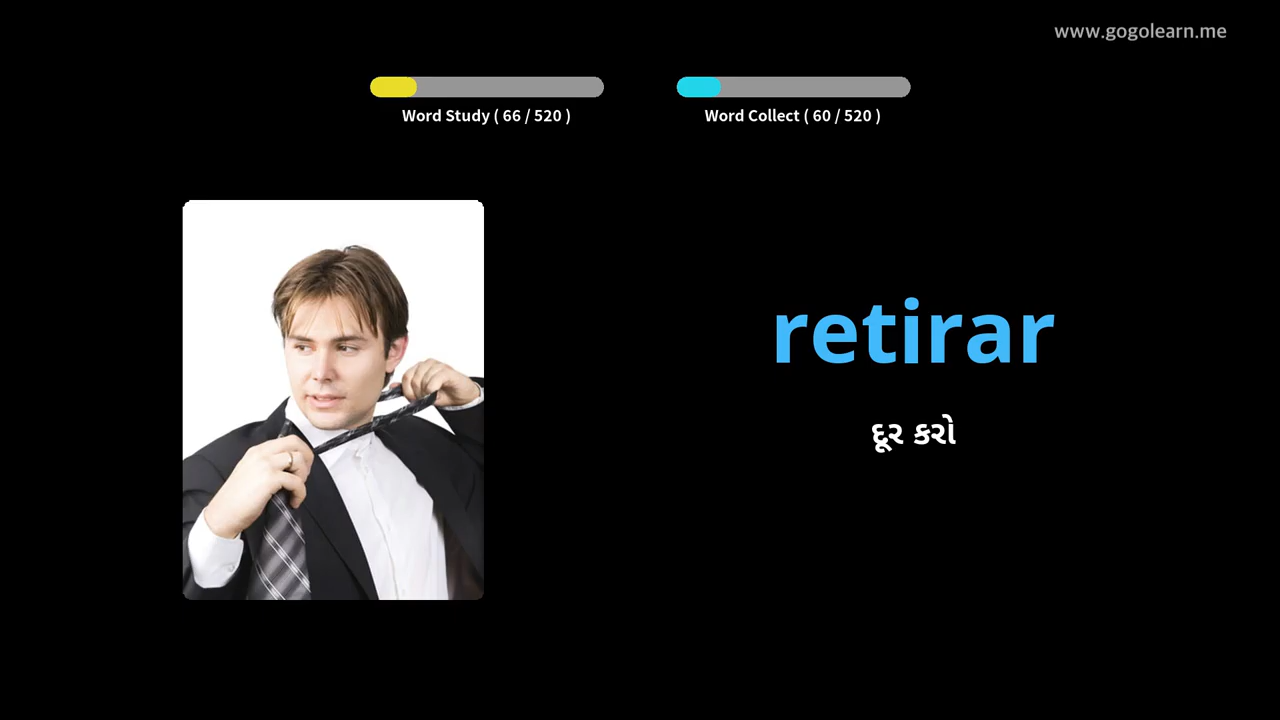 www.gogolearn.me
Word Study ( 66 / 520 )
Word Collect ( 60 / 520 )
retirar
દૂર કરો